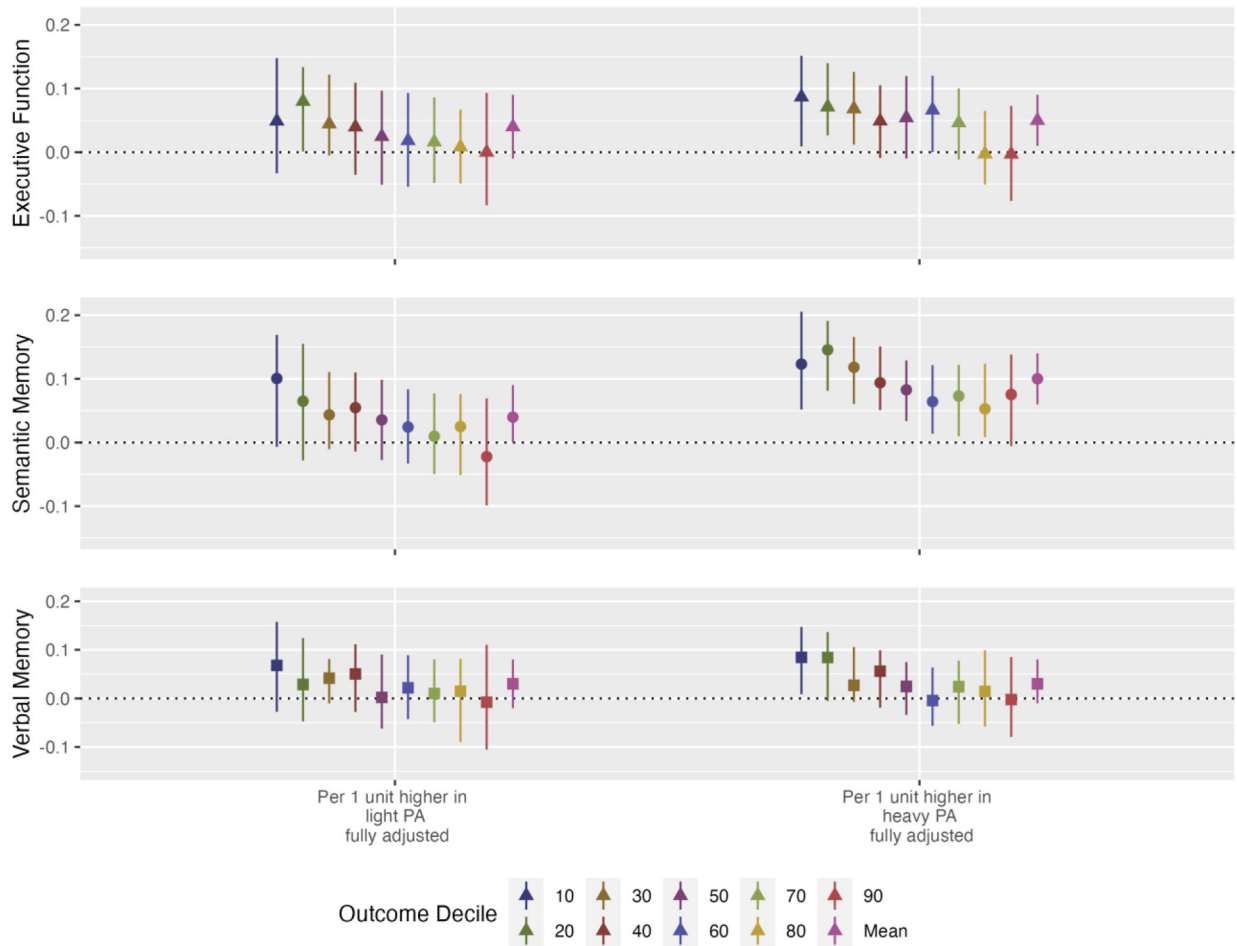 Executive Function
0.2
0.1
0.0
-0.1
Semantic Memory
0.2
0.1
0.0
-0.1
Verbal Memory
0.2
0.1
0.0
-0.1
Per 1 unit higher in
light PA
fully adjusted
Per 1 unit higher in
heavy PA
fully adjusted
Outcome Decile
10 30 50 70 90
20 40 60 80 Mean